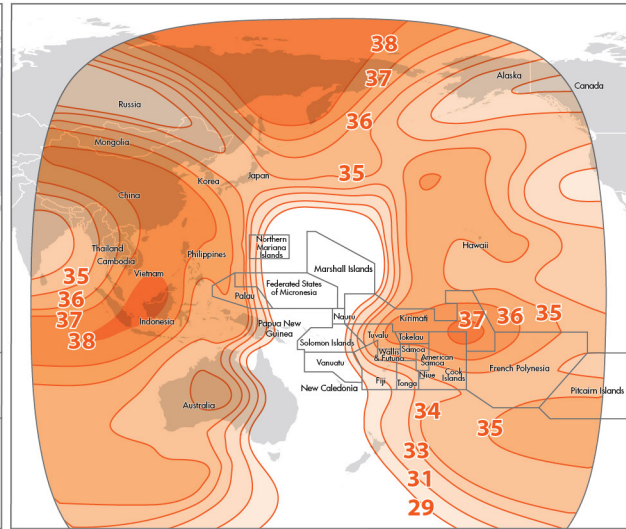 38
37
36
35
Alaska
Canada
Russia
Mongolia
Korea
Japan
China
Thailand
Cambodia
Vietnam
Philippines
Indonesia
35
36
37
38
Northern
Mariana
Islands
Marshall Islands
Federated States
of Micronesia
Palau
Hawaii
Papua New
Guinea
Nauru
Solomon Islands
Vanuatu
New Caledonia
Kirimati
Tuvalu
Tokelau
Wallis
& Futuna
Samoa
American
Samoa
Fiji
Tonga
Niue
Cook
Islands
37
36
35
French Polynesia
Pitcairn Islands
Australia
34
35
33
31
29